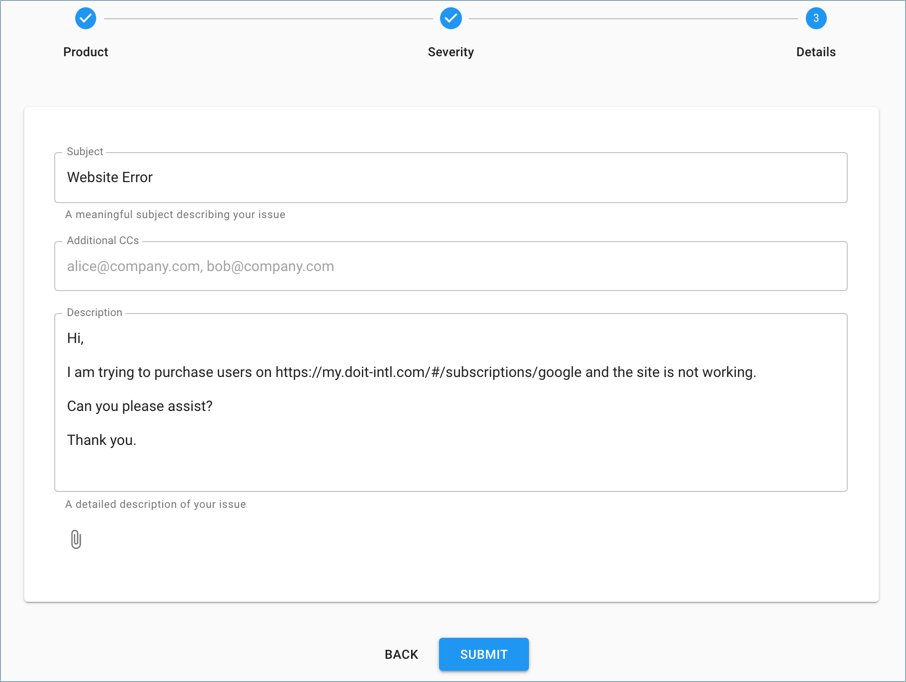 3
Product
Severity
Details
Subject
Website Error
A meaningful subject describing your issue
Additional CCs
alice@company.com, bob@company.com
Description
Hi,
I am trying to purchase users on https://my.doit-intl.com/#/subscriptions/google and the site is not working.
Can you please assist?
Thank you.
A detailed description of your issue
BACK
SUBMIT